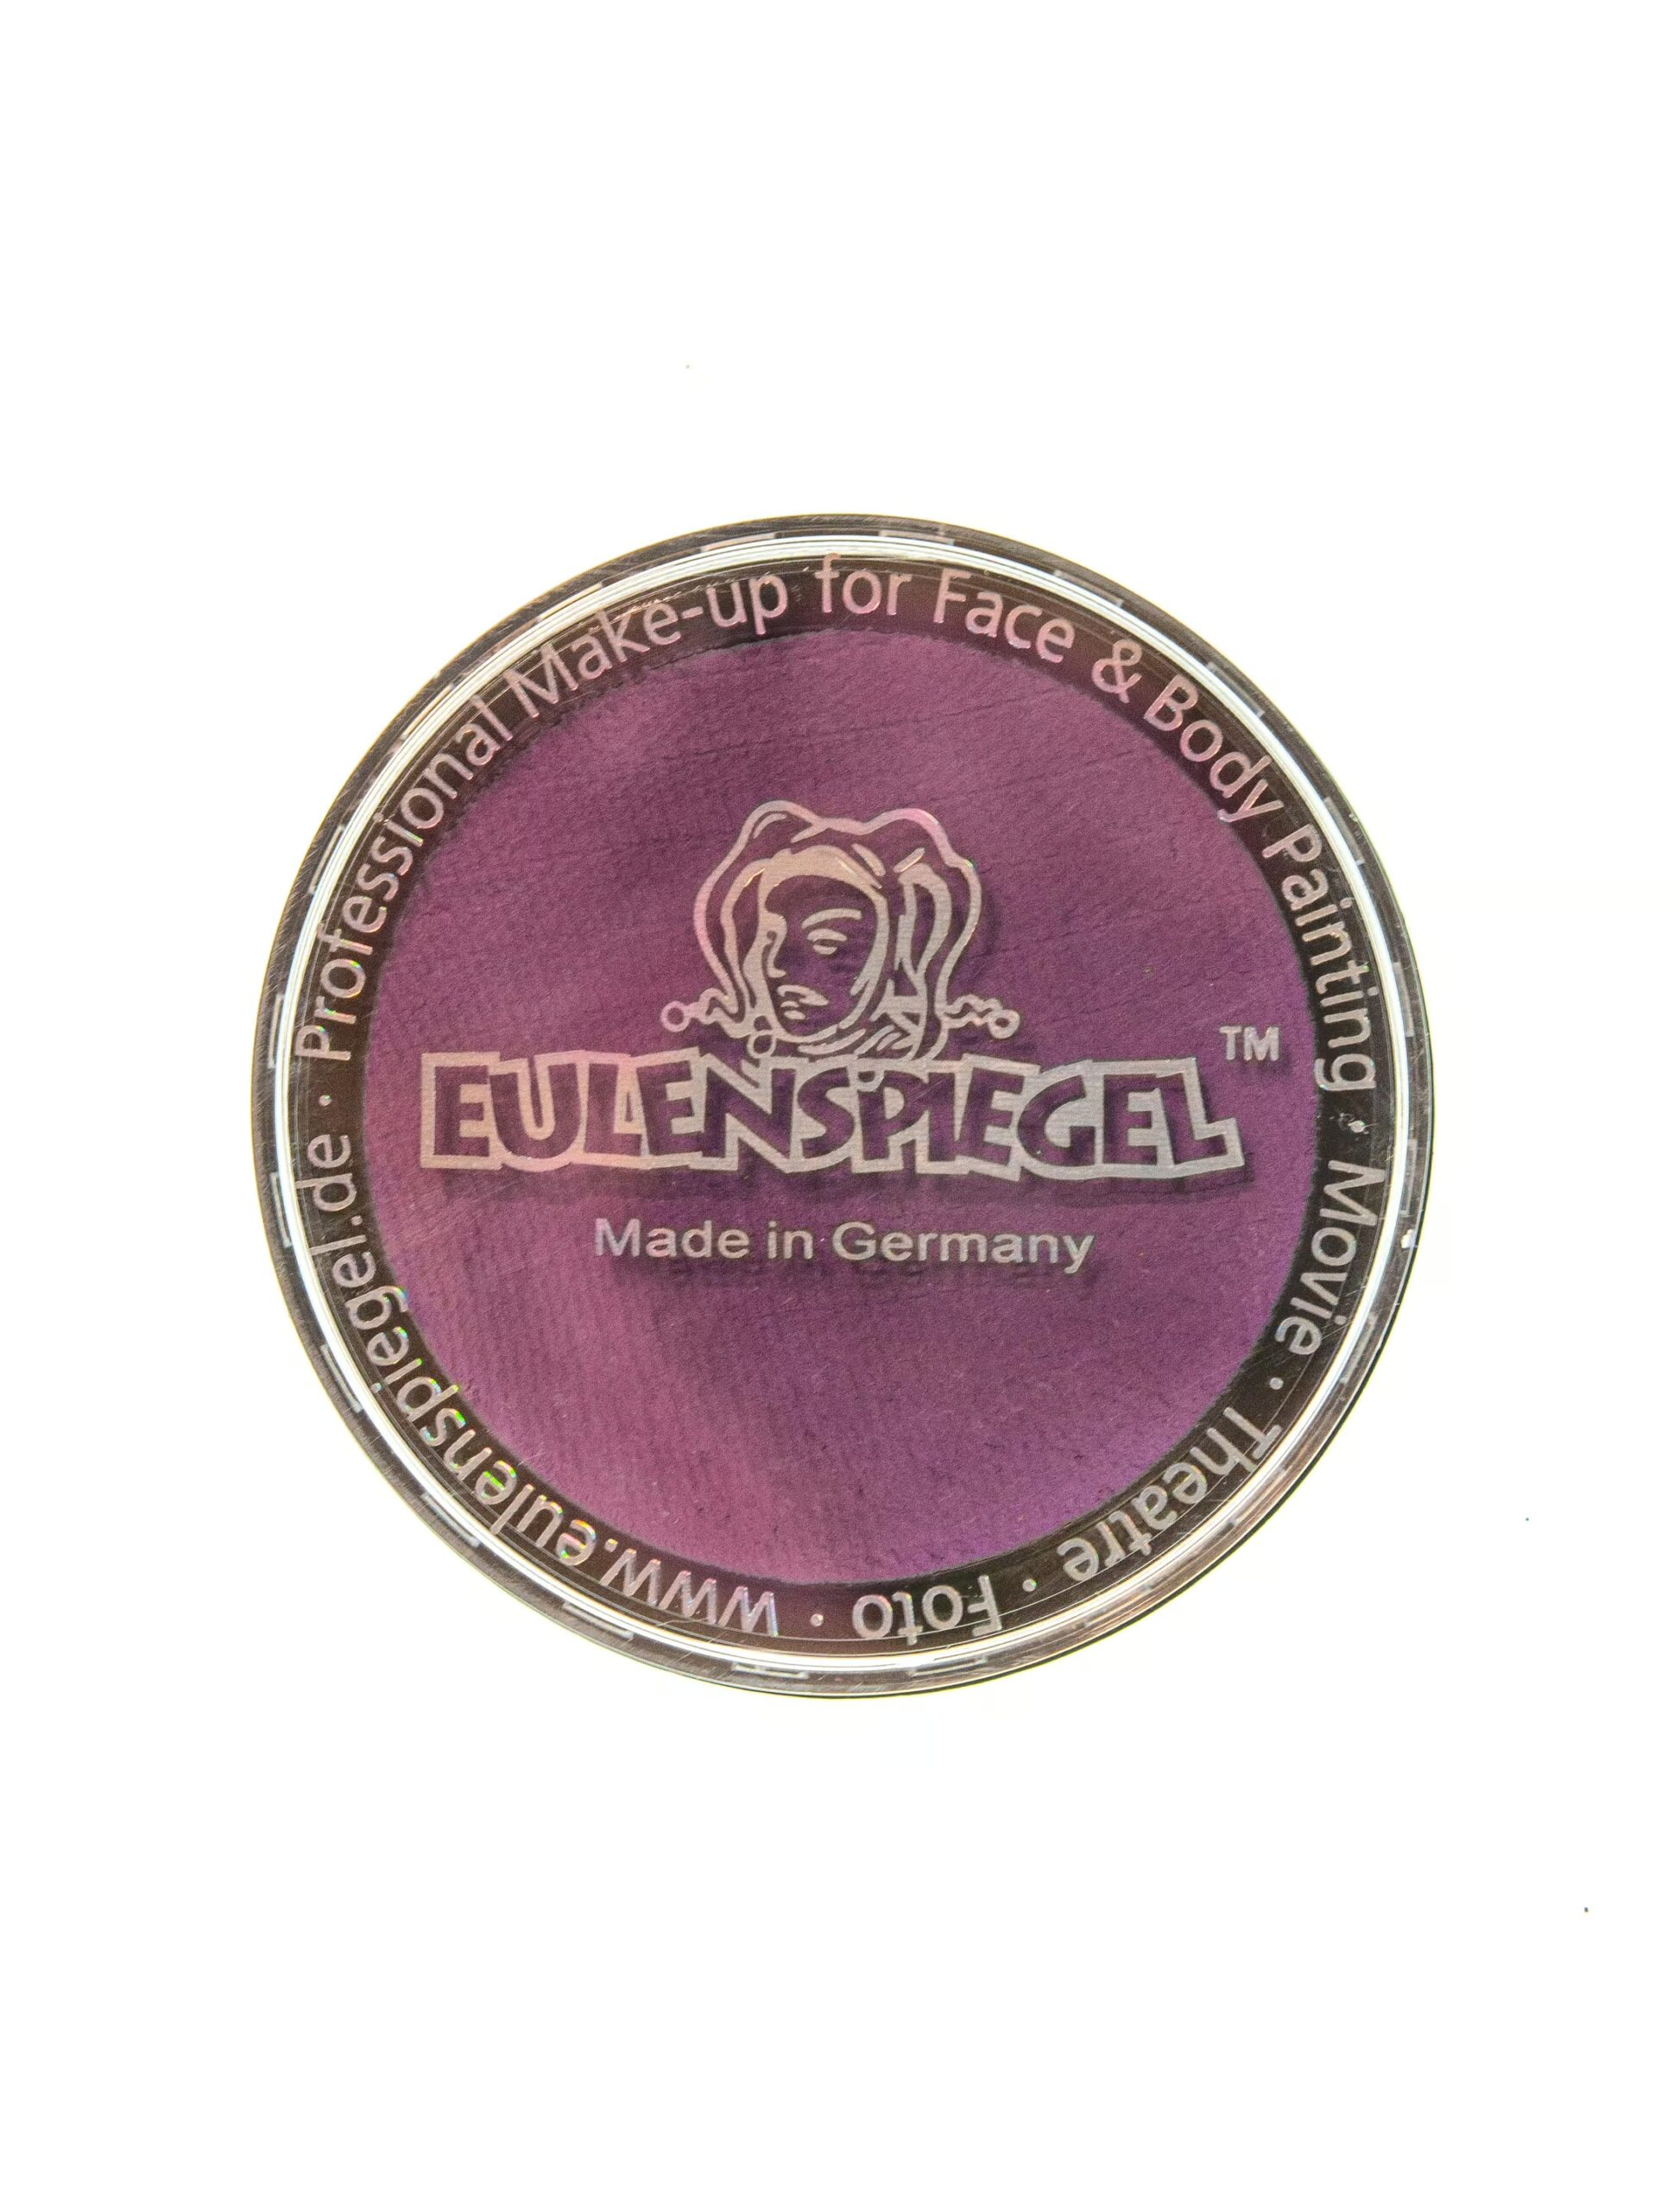 Professional Make-up for Face & Body Painting · Movie · Theatre · Foto · www.eulenspiegel.de ·
EULENSPIEGEL™
Made in Germany